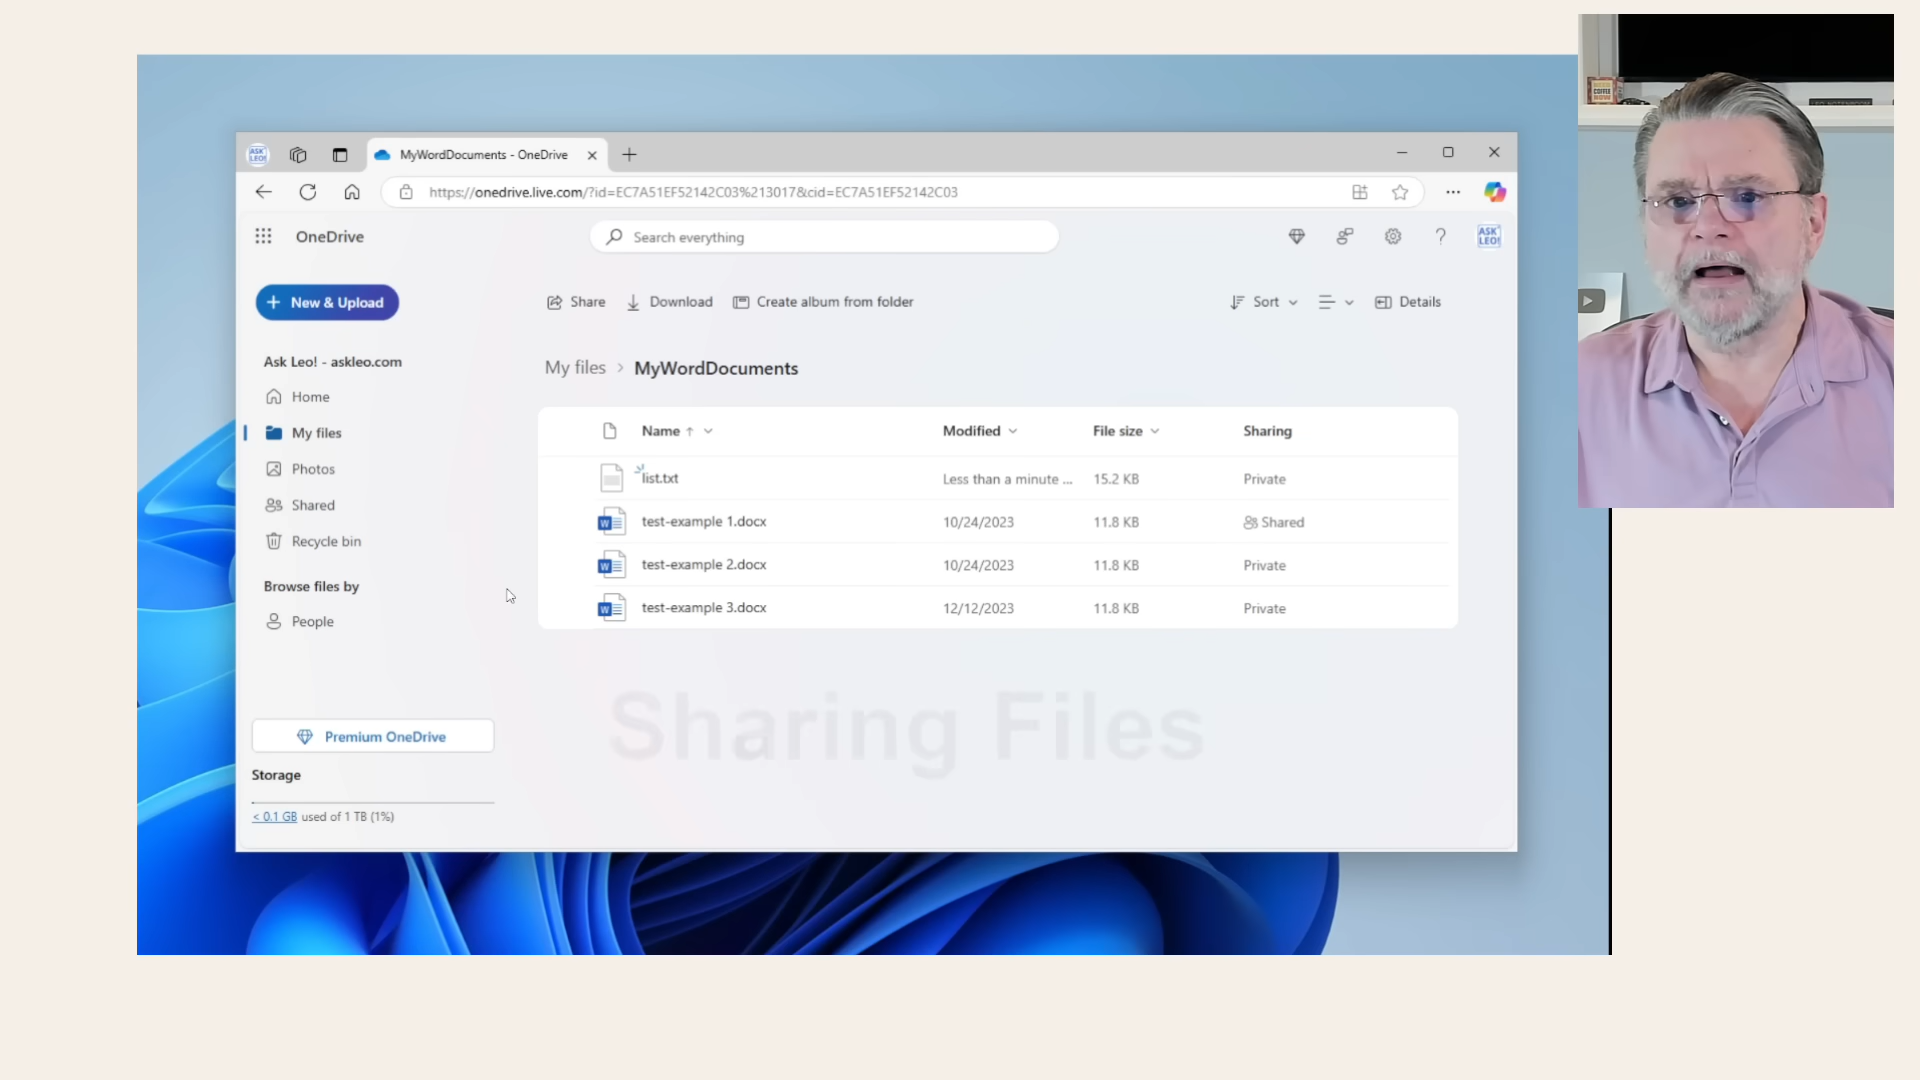 MyWordDocuments - OneDrive
https://onedrive.live.com/?id=EC7A51EF52142C03%213017&cid=EC7A51EF52142C03
OneDrive
Search everything
ASK LEO!
+ New & Upload
Share
Download
Create album from folder
Sort
Details
Ask Leo! - askleo.com
Home
My files
Photos
Shared
Recycle bin
Browse files by
People
Premium OneDrive
Storage
< 0.1 GB used of 1 TB (1%)
My files > MyWordDocuments
Name Modified File size Sharing
list.txt Less than a minute ... 15.2 KB Private
test-example 1.docx 10/24/2023 11.8 KB Shared
test-example 2.docx 10/24/2023 11.8 KB Private
test-example 3.docx 12/12/2023 11.8 KB Private
Sharing Files